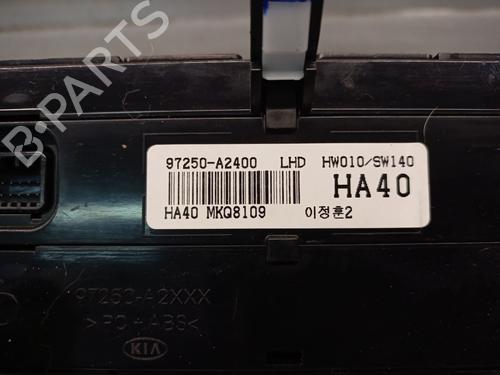 B-PARTS
97250-A2400 LHD HW010/SW140
HA40
HA40 MKQ8109 이정훈2
97250-A2XXX
>PC+ABS<
KIA